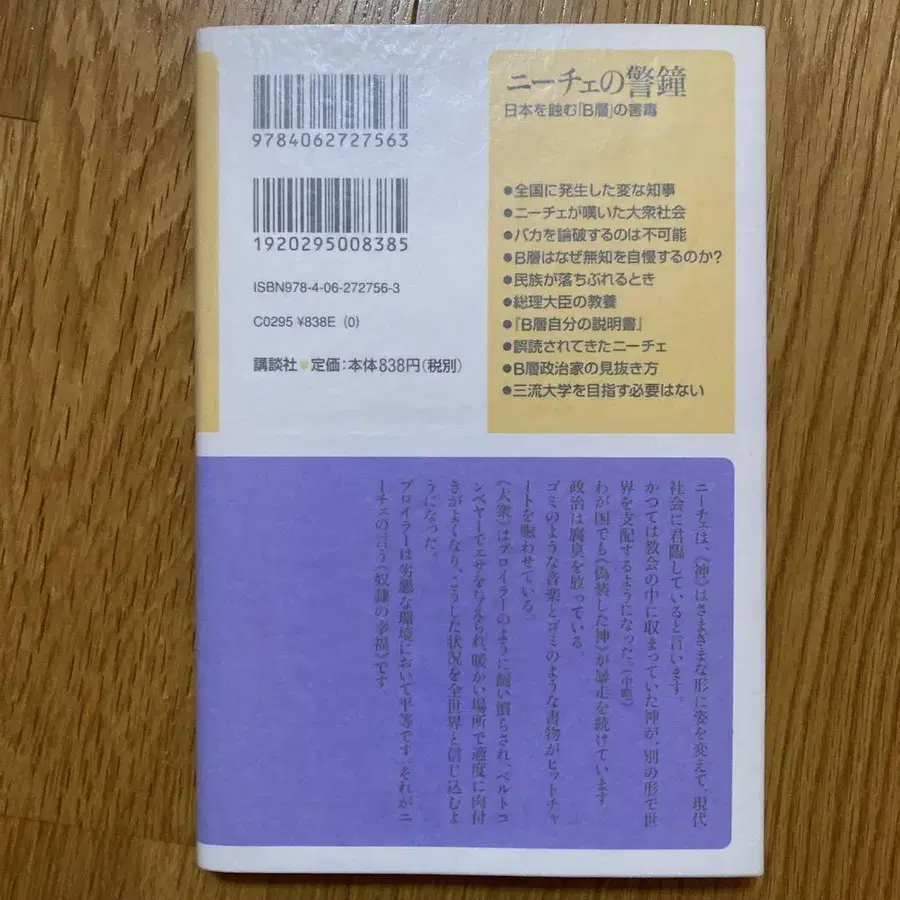 9784062727563
1920295008385
ISBN978-4-06-272756-3
C0295 ¥838E (0)
講談社 定価:本体838円(税別)
ニーチェの警鐘
日本を蝕む「B層」の害毒
●全国に発生した変な知事
●ニーチェが嘆いた大衆社会
●バカを論破するのは不可能
●B層はなぜ無知を自慢するのか?
●民族が落ちぶれるとき
●総理大臣の教養
●『B層自分の説明書』
●誤読されてきたニーチェ
●B層政治家の見抜き方
●三流大学を目指す必要はない
ニーチェは、《神》はさまざまな形に姿を変えて、現代
社会に君臨していると言います。
かつては教会の中に収まっていた神が、別の形で世
界を支配するようになった。(中略)
わが国でも《偽装した神》が暴走を続けています。
政治は腐臭を放っている。
ゴミのような音楽とゴミのような書物がヒットチャ
ートを賑わせている。
《大衆》はブロイラーのように飼い慣らされ、ベルトコ
ンベヤーでエサを与えられ、暖かい場所で適度に肉付
きがよくなり、こうした状況を全世界と信じ込むよ
うになった。
ブロイラーは劣悪な環境において平等です。それがニ
ーチェの言う《奴隷の幸福》です。